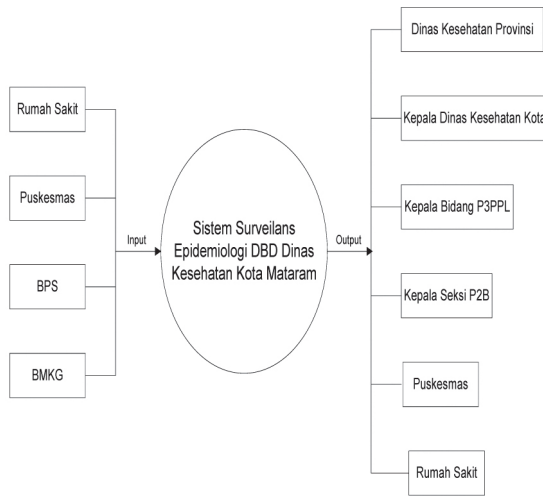 Rumah Sakit
Puskesmas
BPS
BMKG
Input
Sistem Surveilans
Epidemiologi DBD Dinas
Kesehatan Kota Mataram
Output
Dinas Kesehatan Provinsi
Kepala Dinas Kesehatan Kota
Kepala Bidang P3PPL
Kepala Seksi P2B
Puskesmas
Rumah Sakit